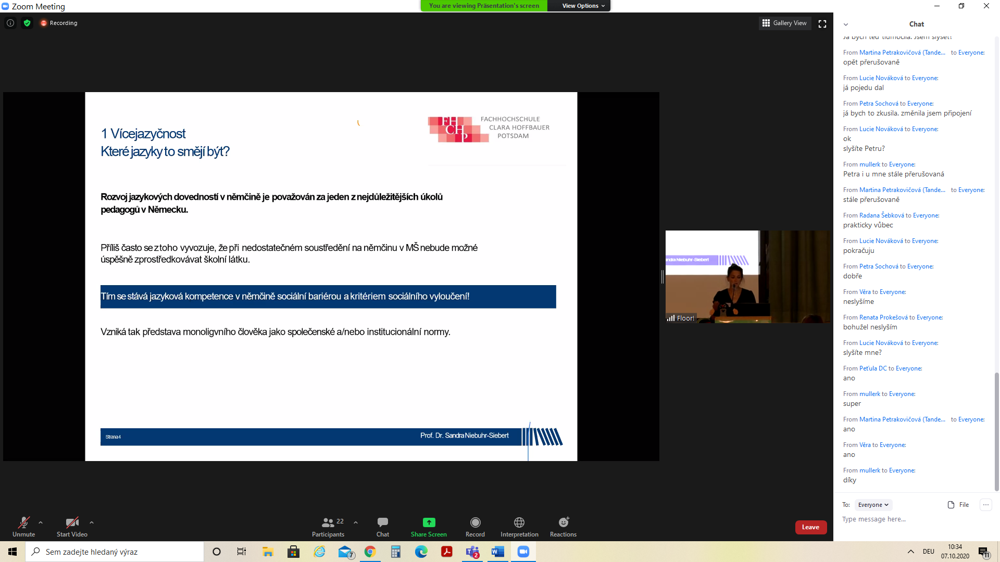 Zoom Meeting
You are viewing Präsentation's screen
View Options
Recording
Gallery View
1 Vícejazyčnost
Které jazyky to smějí být?
FH
CH
P
FACHHOCHSCHULE
CLARA HOFFBAUER
POTSDAM
Rozvoj jazykových dovedností v němčině je považován za jeden z nejdůležitějších úkolů
pedagogů v Německu.
Příliš často se z toho vyvozuje, že při nedostatečném soustředění na němčinu v MŠ nebude možné
úspěšně zprostředkovávat školní látku.
Tím se stává jazyková kompetence v němčině sociální bariérou a kritériem sociálního vyloučení!
Vzniká tak představa monoligvního člověka jako společenské a/nebo institucionální normy.
Strana 4
Prof. Dr. Sandra Niebuhr-Siebert
andra Niebuhr-Siebert
Floor!
Chat
Já bych teď tlumočila. Jsem slyšet?
From Martina Petrakovičová (Tande... to Everyone:
opět přerušovaně
From Lucie Nováková to Everyone:
já pojedu dal
From Petra Sochová to Everyone:
já bych to zkusila. změnila jsem připojení
From Lucie Nováková to Everyone:
ok
slyšíte Petru?
From mullerk to Everyone:
Petra i u mne stále přerušovaná
From Martina Petrakovičová (Tande... to Everyone:
stále přerušovaně
From Radana Šebková to Everyone:
prakticky vůbec
From Lucie Nováková to Everyone:
pokračuju
From Petra Sochová to Everyone:
dobře
From Věra to Everyone:
neslyšíme
From Renata Prokešová to Everyone:
bohužel neslyším
From Lucie Nováková to Everyone:
slyšíte mne?
From Peťula DC to Everyone:
ano
From mullerk to Everyone:
super
From Martina Petrakovičová (Tande... to Everyone:
ano
From Věra to Everyone:
ano
From mullerk to Everyone:
díky
To: Everyone
File
Type message here...
Unmute
Start Video
22
Participants
Chat
Share Screen
Record
Interpretation
Reactions
Leave
Sem zadejte hledaný výraz
7
2
DEU
10:34
07.10.2020
11